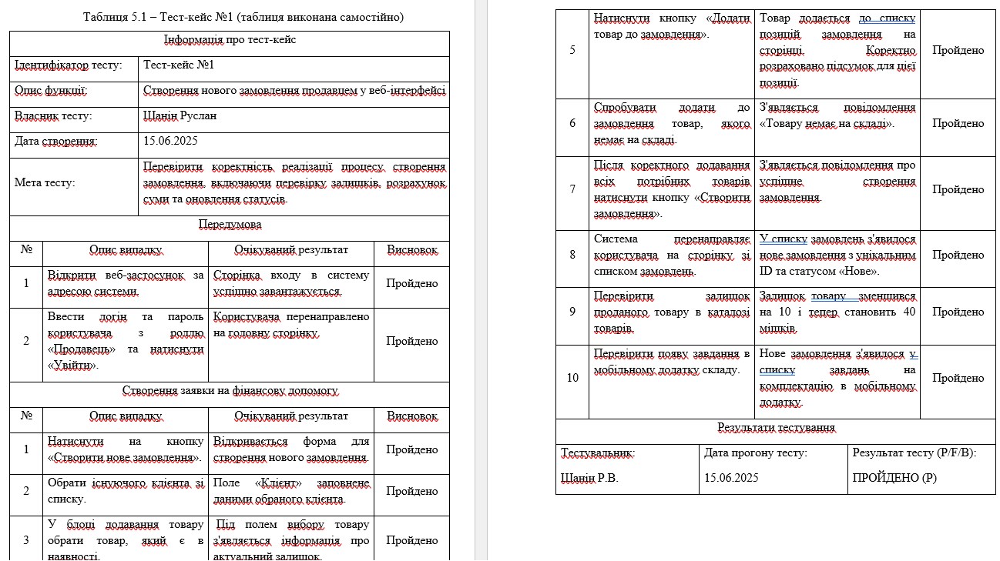 Таблиця 5.1 – Тест-кейс №1 (таблиця виконана самостійно)
Інформація про тест-кейс
Ідентифікатор тесту:
Тест-кейс №1
Опис функції:
Створення нового замовлення продавцем у веб-інтерфейсі
Власник тесту:
Шанін Руслан
Дата створення:
15.06.2025
Мета тесту:
Перевірити коректність реалізації процесу створення
замовлення, включаючи перевірку залишків, розрахунок
суми та оновлення статусів.
Передумова
№
Опис випадку
Очікуваний результат
Висновок
1
Відкрити веб-застосунок за
адресою системи.
Сторінка входу в систему
успішно завантажується.
Пройдено
2
Ввести логін та пароль
користувача з роллю
«Продавець» та натиснути
«Увійти».
Користувача перенаправлено
на головну сторінку.
Пройдено
Створення заявки на фінансову допомогу
№
Опис випадку
Очікуваний результат
Висновок
1
Натиснути на кнопку
«Створити нове замовлення».
Відкривається форма для
створення нового замовлення.
Пройдено
2
Обрати існуючого клієнта зі
списку.
Поле «Клієнт» заповнене
даними обраного клієнта.
Пройдено
3
У блоці додавання товару
обрати товар, який є в
наявності.
Під полем вибору товару
з'являється інформація про
актуальний залишок.
Пройдено
5
Натиснути кнопку «Додати
товар до замовлення».
Товар додається до списку
позицій замовлення на
сторінці. Коректно
розраховано підсумок для цієї
позиції.
Пройдено
6
Спробувати додати до
замовлення товар, якого
немає на складі.
З'являється повідомлення
«Товару немає на складі».
Пройдено
7
Після коректного додавання
всіх потрібних товарів
натиснути кнопку «Створити
замовлення».
З'являється повідомлення про
успішне створення
замовлення.
Пройдено
8
Система перенаправляє
користувача на сторінку зі
списком замовлень.
У списку замовлень з'явилося
нове замовлення з унікальним
ID та статусом «Нове».
Пройдено
9
Перевірити залишок
проданого товару в каталозі
товарів.
Залишок товару зменшився
на 10 і тепер становить 40
мішків.
Пройдено
10
Перевірити появу завдання в
мобільному додатку складу.
Нове замовлення з'явилося у
списку завдань на
комплектацію в мобільному
додатку.
Пройдено
Результати тестування
Тестувальник:
Шанін Р.В.
Дата прогону тесту:
15.06.2025
Результат тесту (P/F/B):
ПРОЙДЕНО (P)